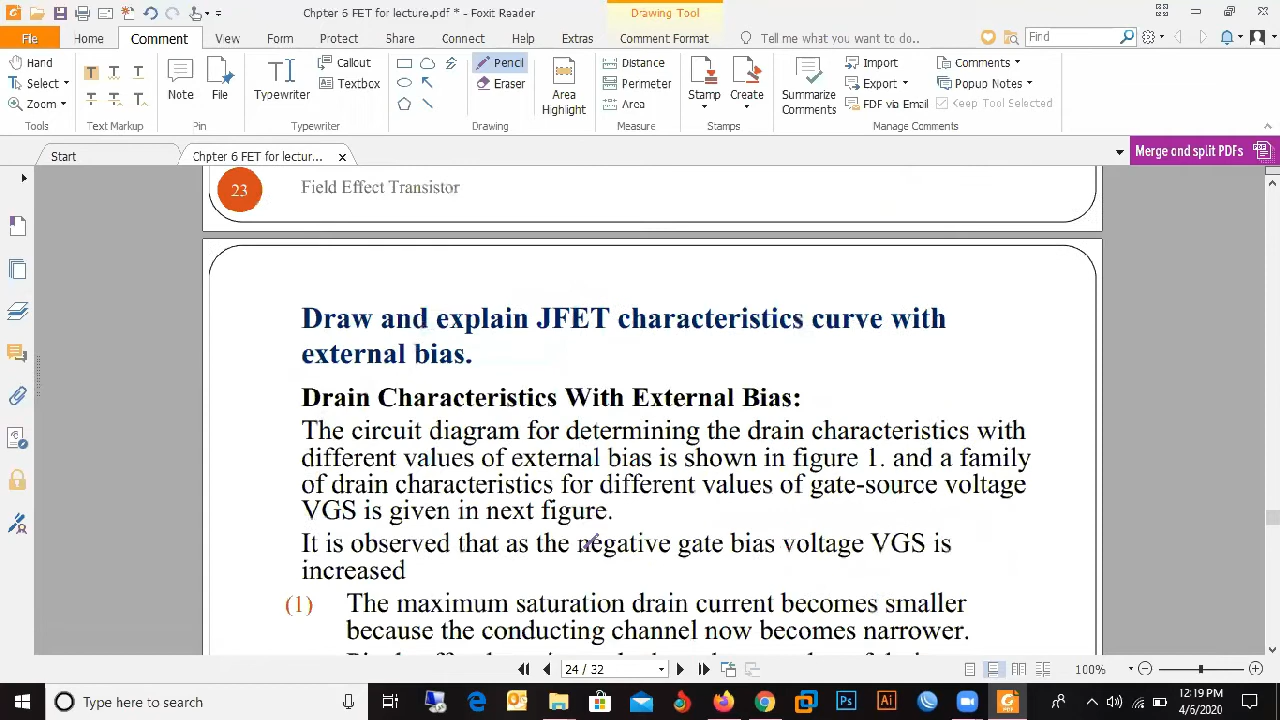 Chpter 6 FET for lecture.pdf * - Foxit Reader
Drawing Tool
File Home Comment View Form Protect Share Connect Help Extras Comment Format Tell me what you want to do.. Find
Hand
Select
Zoom
Tools
Text Markup
Note
File
Pin
Typewriter
Callout
Textbox
Typewriter
Pencil
Eraser
Drawing
Area
Highlight
Distance
Perimeter
Area
Measure
Stamp
Create
Stamps
Summarize
Comments
Import
Export
FDF via Email
Comments
Popup Notes
Keep Tool Selected
Manage Comments
Start
Chpter 6 FET for lectur...
Merge and split PDFs
23 Field Effect Transistor
Draw and explain JFET characteristics curve with
external bias.
Drain Characteristics With External Bias:
The circuit diagram for determining the drain characteristics with
different values of external bias is shown in figure 1. and a family
of drain characteristics for different values of gate-source voltage
VGS is given in next figure.
It is observed that as the negative gate bias voltage VGS is
increased
(1) The maximum saturation drain current becomes smaller
because the conducting channel now becomes narrower.
24 / 32
100%
Type here to search
12:19 PM
4/5/2020